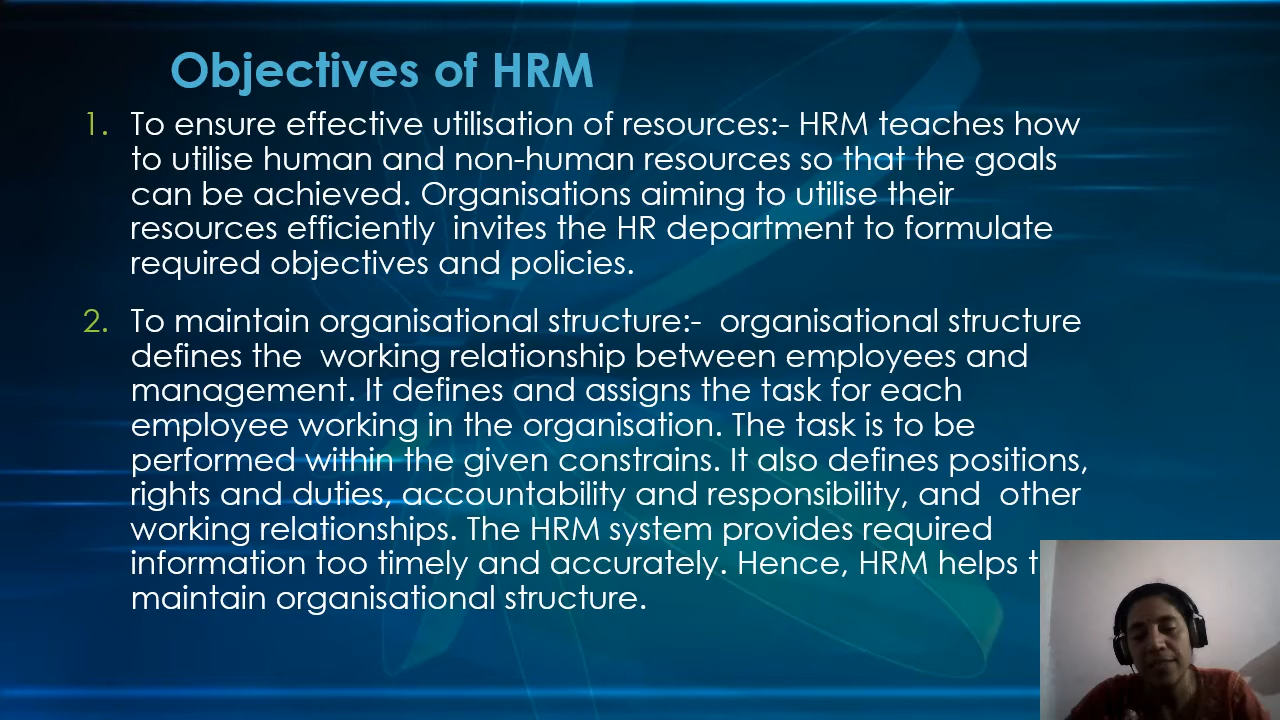 Objectives of HRM
1. To ensure effective utilisation of resources:- HRM teaches how
to utilise human and non-human resources so that the goals
can be achieved. Organisations aiming to utilise their
resources efficiently  invites the HR department to formulate
required objectives and policies.
2. To maintain organisational structure:-  organisational structure
defines the  working relationship between employees and
management. It defines and assigns the task for each
employee working in the organisation. The task is to be
performed within the given constrains. It also defines positions,
rights and duties, accountability and responsibility, and  other
working relationships. The HRM system provides required
information too timely and accurately. Hence, HRM helps
maintain organisational structure.